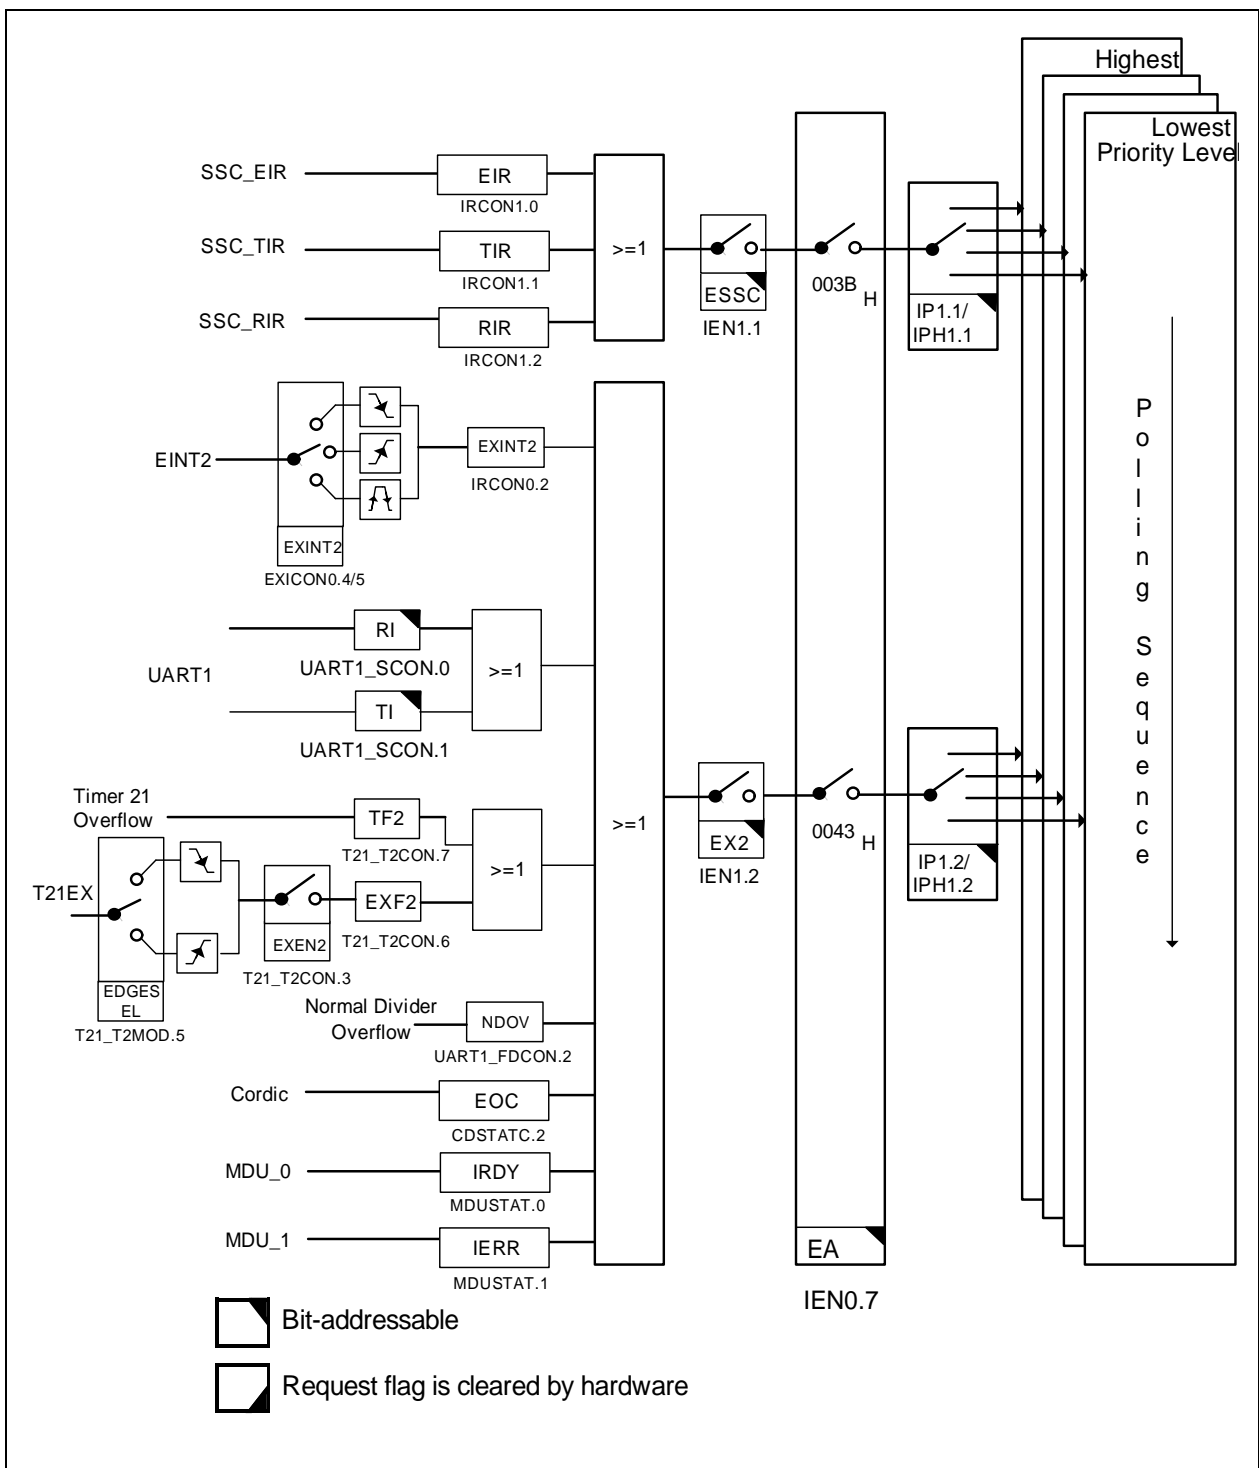 Highest
Lowest
Priority Level
SSC_EIR
EIR
IRCON1.0
SSC_TIR
TIR
IRCON1.1
SSC_RIR
RIR
IRCON1.2
>=1
ESSC
IEN1.1
003B H
IP1.1/
IPH1.1
EINT2
EXINT2
EXICON0.4/5
EXINT2
IRCON0.2
UART1
RI
UART1_SCON.0
TI
UART1_SCON.1
>=1
Timer 21
Overflow
TF2
T21_T2CON.7
T21EX
EDGES
EL
T21_T2MOD.5
EXEN2
T21_T2CON.3
EXF2
T21_T2CON.6
>=1
Normal Divider
Overflow
NDOV
UART1_FDCON.2
Cordic
EOC
CDSTATC.2
MDU_0
IRDY
MDUSTAT.0
MDU_1
IERR
MDUSTAT.1
>=1
EX2
IEN1.2
0043 H
IP1.2/
IPH1.2
EA
IEN0.7
Polling Sequence
Bit-addressable
Request flag is cleared by hardware